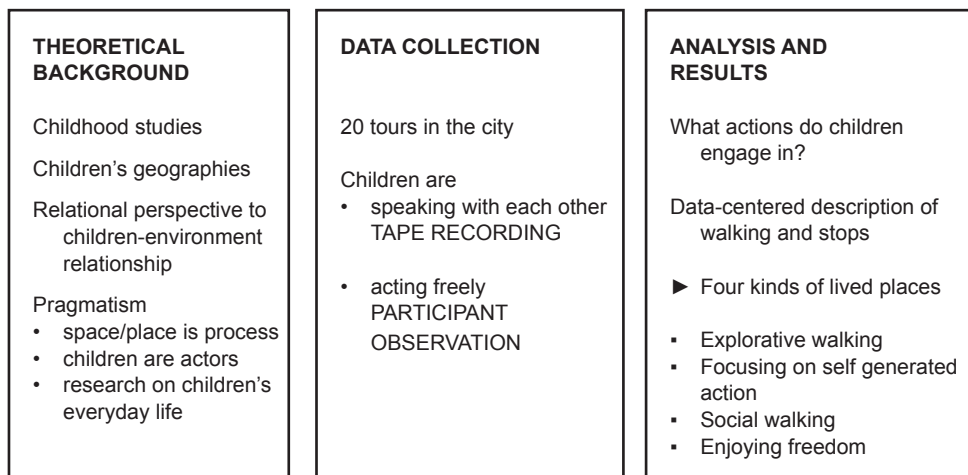 THEORETICAL
BACKGROUND
Childhood studies
Children's geographies
Relational perspective to
children-environment
relationship
Pragmatism
• space/place is process
• children are actors
• research on children's
everyday life
DATA COLLECTION
20 tours in the city
Children are
• speaking with each other
TAPE RECORDING
• acting freely
PARTICIPANT
OBSERVATION
ANALYSIS AND
RESULTS
What actions do children
engage in?
Data-centered description of
walking and stops
► Four kinds of lived places
▪ Explorative walking
▪ Focusing on self generated
action
▪ Social walking
▪ Enjoying freedom